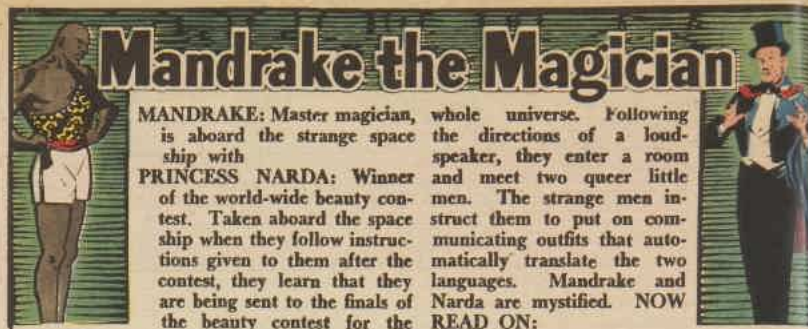 Mandrake the Magician
MANDRAKE: Master magician,
is aboard the strange space
ship with
PRINCESS NARDA: Winner
of the world-wide beauty con-
test. Taken aboard the space
ship when they follow instruc-
tions given to them after the
contest, they learn that they
are being sent to the finals of
the beauty contest for the
whole universe. Following
the directions of a loud-
speaker, they enter a room
and meet two queer little
men. The strange men in-
struct them to put on com-
municating outfits that auto-
matically translate the two
languages. Mandrake and
Narda are mystified. NOW
READ ON: